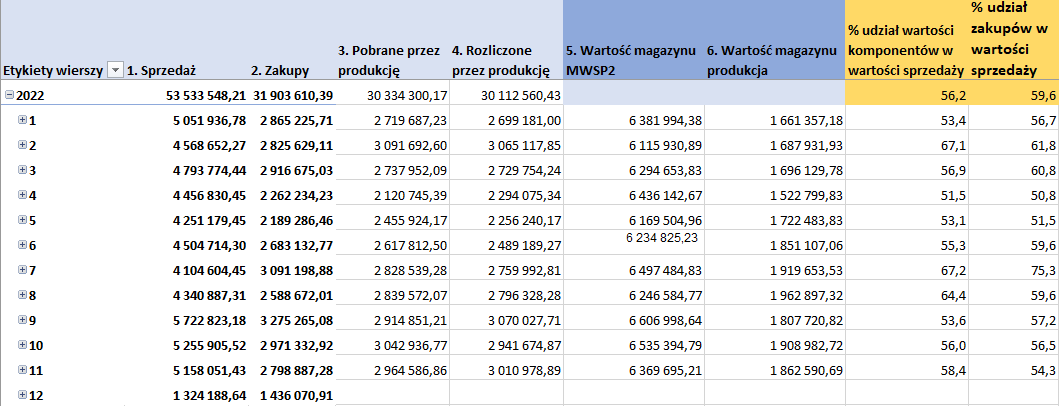 Etykiety wierszy 1. Sprzedaż 2. Zakupy 3. Pobrane przez produkcję 4. Rozliczone przez produkcję 5. Wartość magazynu MWSP2 6. Wartość magazynu produkcja % udział wartości komponentów w wartości sprzedaży % udział zakupów w wartości sprzedaży
2022 53 533 548,21 31 903 610,39 30 334 300,17 30 112 560,43 56,2 59,6
1 5 051 936,78 2 865 225,71 2 719 687,23 2 699 181,00 6 381 994,38 1 661 357,18 53,4 56,7
2 4 568 652,27 2 825 629,11 3 091 692,60 3 065 117,85 6 115 930,89 1 687 931,93 67,1 61,8
3 4 793 774,44 2 916 675,03 2 737 952,09 2 729 754,24 6 294 653,83 1 696 129,78 56,9 60,8
4 4 456 830,45 2 262 234,23 2 120 745,39 2 294 075,34 6 436 142,67 1 522 799,83 51,5 50,8
5 4 251 179,45 2 189 286,46 2 455 924,17 2 256 240,17 6 169 504,96 1 722 483,83 53,1 51,5
6 4 504 714,30 2 683 132,77 2 617 812,50 2 489 189,27 6 234 825,23 1 851 107,06 55,3 59,6
7 4 104 604,45 3 091 198,88 2 828 539,28 2 759 992,81 6 497 484,83 1 919 653,53 67,2 75,3
8 4 340 887,31 2 588 672,01 2 839 572,07 2 796 328,28 6 246 584,77 1 962 897,32 64,4 59,6
9 5 722 823,18 3 275 265,08 2 914 851,21 3 070 027,71 6 606 998,64 1 807 720,82 53,6 57,2
10 5 255 905,52 2 971 332,92 3 042 936,77 2 941 674,87 6 535 394,79 1 908 982,72 56,0 56,5
11 5 158 051,43 2 798 887,28 2 964 586,86 3 010 978,89 6 369 695,21 1 862 590,69 58,4 54,3
12 1 324 188,64 1 436 070,91